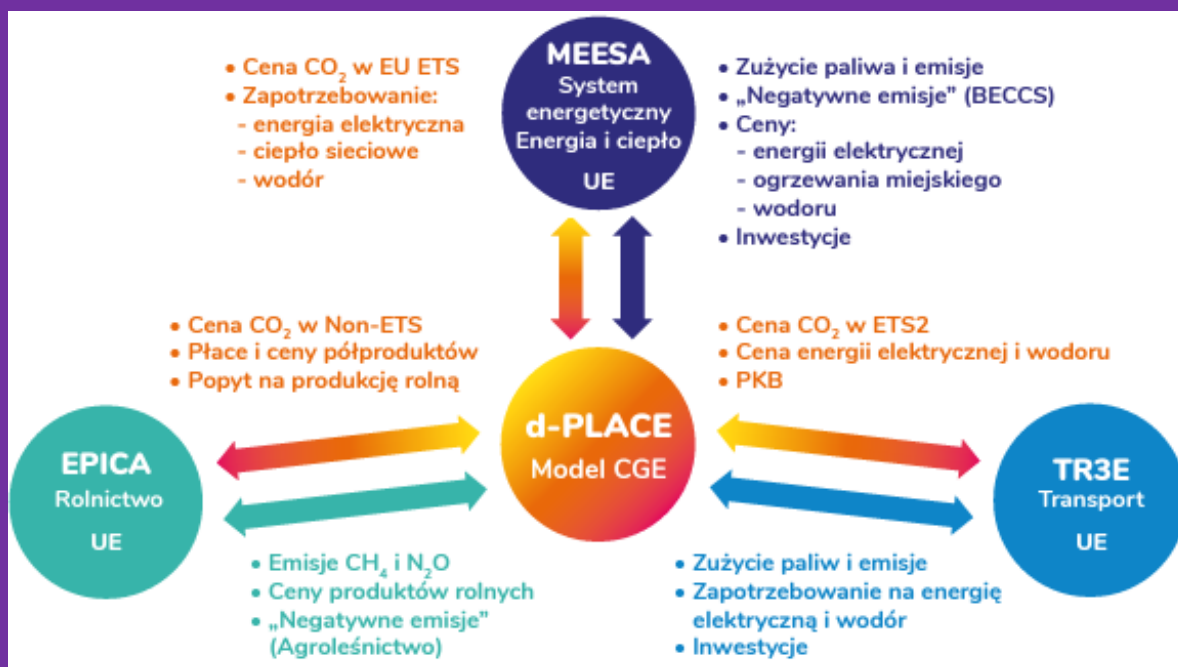 • Cena CO₂ w EU ETS
• Zapotrzebowanie:
- energia elektryczna
- ciepło sieciowe
- wodór
MEESA
System
energetyczny
Energia i ciepło
UE
• Zużycie paliwa i emisje
• „Negatywne emisje” (BECCS)
• Ceny:
- energii elektrycznej
- ogrzewania miejskiego
- wodoru
• Inwestycje
• Cena CO₂ w Non-ETS
• Płace i ceny półproduktów
• Popyt na produkcję rolną
• Cena CO₂ w ETS2
• Cena energii elektrycznej i wodoru
• PKB
EPICA
Rolnictwo
UE
d-PLACE
Model CGE
TR3E
Transport
UE
• Emisje CH₄ i N₂O
• Ceny produktów rolnych
• „Negatywne emisje”
(Agroleśnictwo)
• Zużycie paliw i emisje
• Zapotrzebowanie na energię
elektryczną i wodór
• Inwestycje